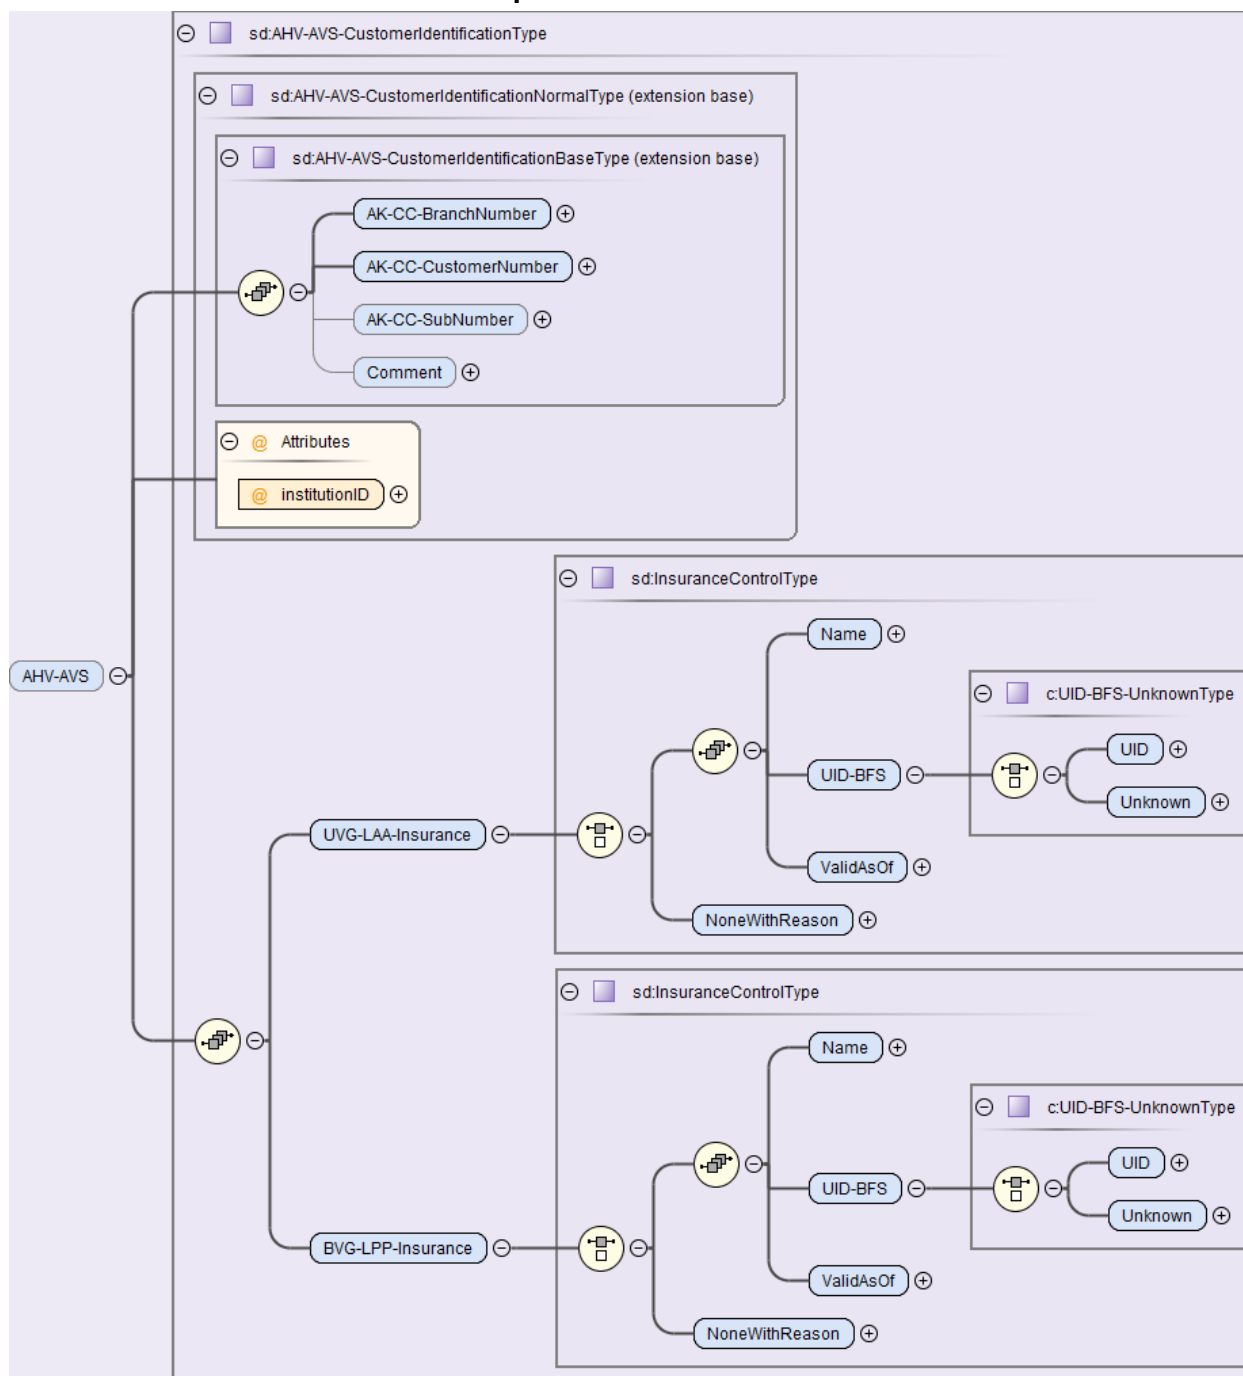 sd:AHV-AVS-CustomerIdentificationType
sd:AHV-AVS-CustomerIdentificationNormalType (extension base)
sd:AHV-AVS-CustomerIdentificationBaseType (extension base)
AK-CC-BranchNumber
AK-CC-CustomerNumber
AK-CC-SubNumber
Comment
@ Attributes
@ institutionID
sd:InsuranceControlType
Name
AHV-AVS
c:UID-BFS-UnknownType
UID
UID-BFS
Unknown
UVG-LAA-Insurance
ValidAsOf
NoneWithReason
sd:InsuranceControlType
Name
c:UID-BFS-UnknownType
UID
UID-BFS
Unknown
BVG-LPP-Insurance
ValidAsOf
NoneWithReason